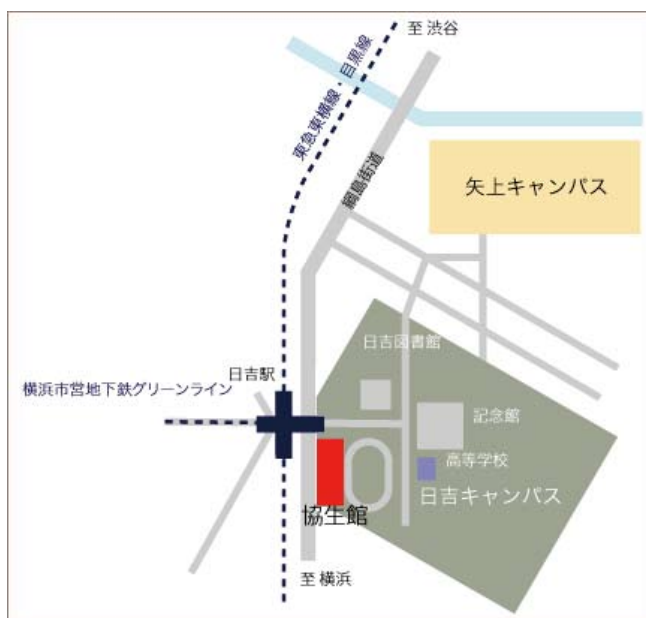 至 渋谷
東急東横線・目黒線
綱島街道
矢上キャンパス
日吉図書館
日吉駅
横浜市営地下鉄グリーンライン
記念館
高等学校
日吉キャンパス
協生館
至 横浜